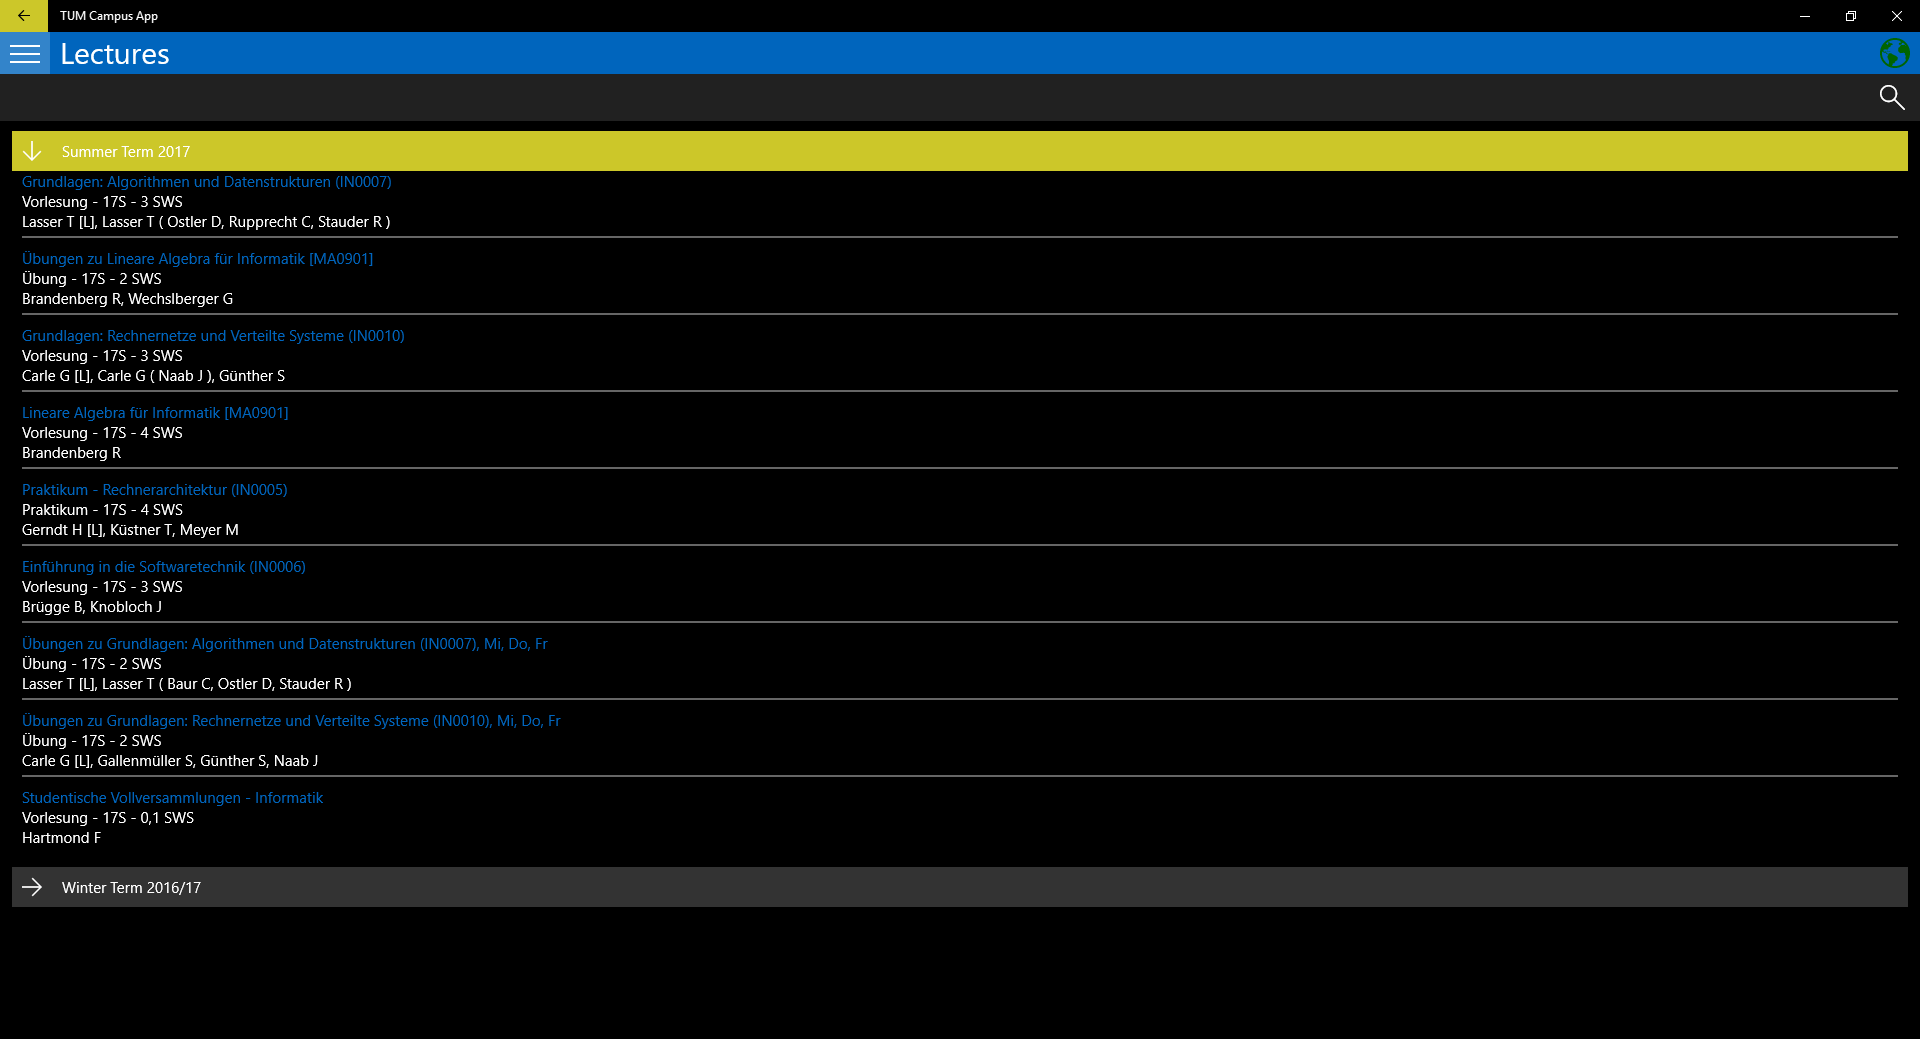 TUM Campus App
Lectures
Summer Term 2017
Grundlagen: Algorithmen und Datenstrukturen (IN0007)
Vorlesung - 17S - 3 SWS
Lasser T [L], Lasser T ( Ostler D, Rupprecht C, Stauder R )
Übungen zu Lineare Algebra für Informatik [MA0901]
Übung - 17S - 2 SWS
Brandenberg R, Wechslberger G
Grundlagen: Rechnernetze und Verteilte Systeme (IN0010)
Vorlesung - 17S - 3 SWS
Carle G [L], Carle G ( Naab J ), Günther S
Lineare Algebra für Informatik [MA0901]
Vorlesung - 17S - 4 SWS
Brandenberg R
Praktikum - Rechnerarchitektur (IN0005)
Praktikum - 17S - 4 SWS
Gerndt H [L], Küstner T, Meyer M
Einführung in die Softwaretechnik (IN0006)
Vorlesung - 17S - 3 SWS
Brügge B, Knobloch J
Übungen zu Grundlagen: Algorithmen und Datenstrukturen (IN0007), Mi, Do, Fr
Übung - 17S - 2 SWS
Lasser T [L], Lasser T ( Baur C, Ostler D, Stauder R )
Übungen zu Grundlagen: Rechnernetze und Verteilte Systeme (IN0010), Mi, Do, Fr
Übung - 17S - 2 SWS
Carle G [L], Gallenmüller S, Günther S, Naab J
Studentische Vollversammlungen - Informatik
Vorlesung - 17S - 0,1 SWS
Hartmond F
Winter Term 2016/17